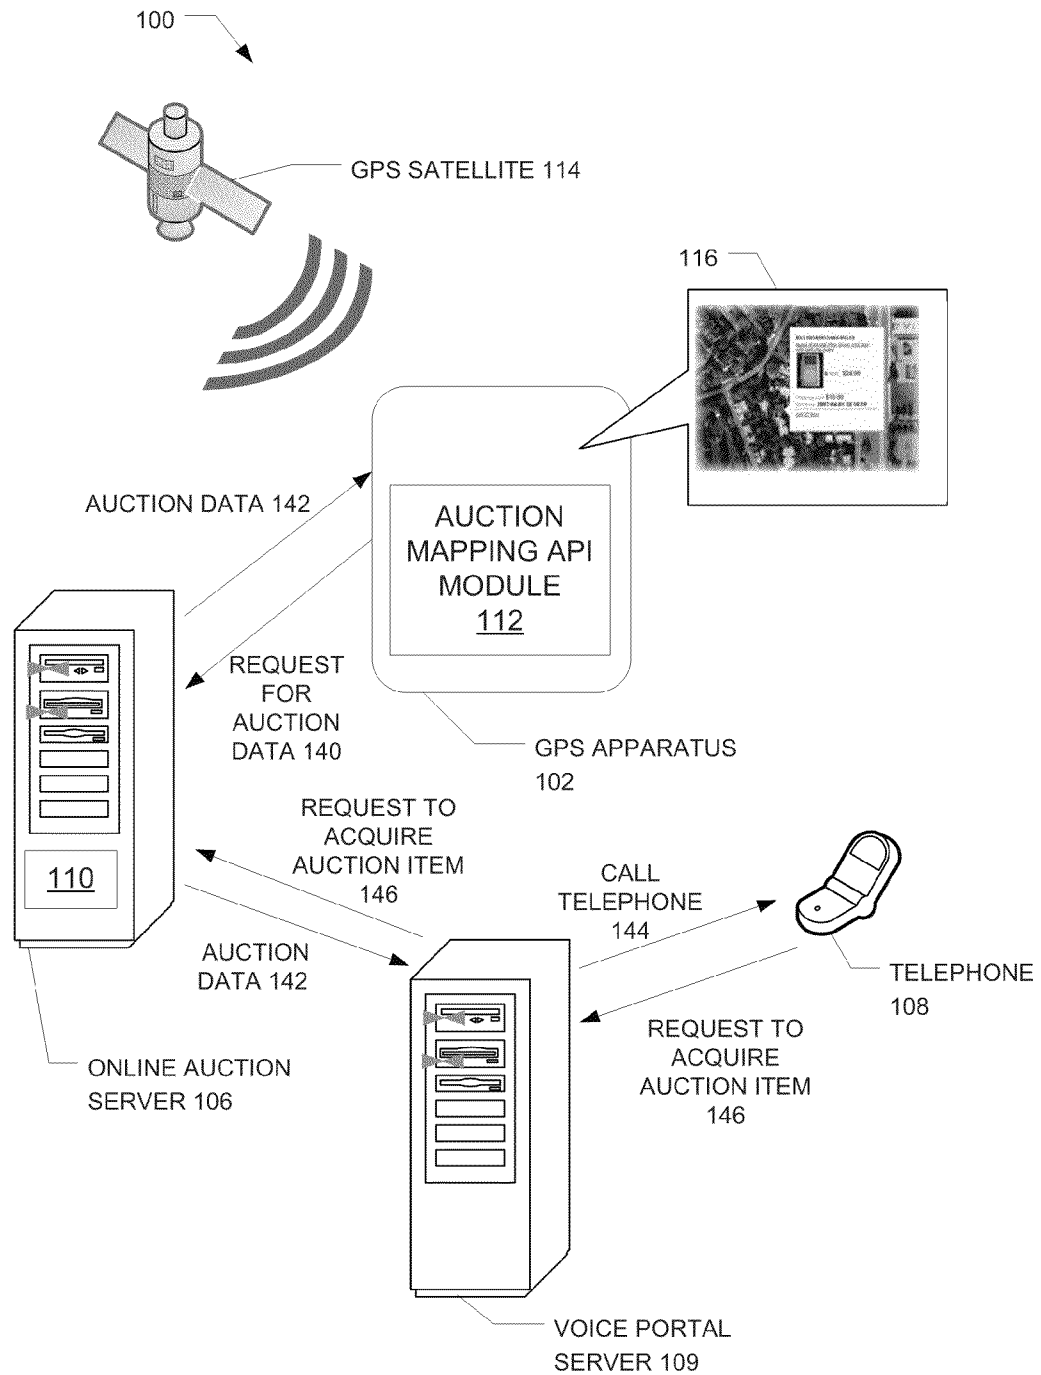 100
GPS SATELLITE 114
116
AUCTION DATA 142
AUCTION
MAPPING API
MODULE
112
REQUEST
FOR
AUCTION
DATA 140
GPS APPARATUS
102
REQUEST TO
ACQUIRE
AUCTION ITEM
146
110
CALL
TELEPHONE
144
AUCTION
DATA 142
TELEPHONE
108
REQUEST TO
ACQUIRE
AUCTION ITEM
146
ONLINE AUCTION
SERVER 106
VOICE PORTAL
SERVER 109